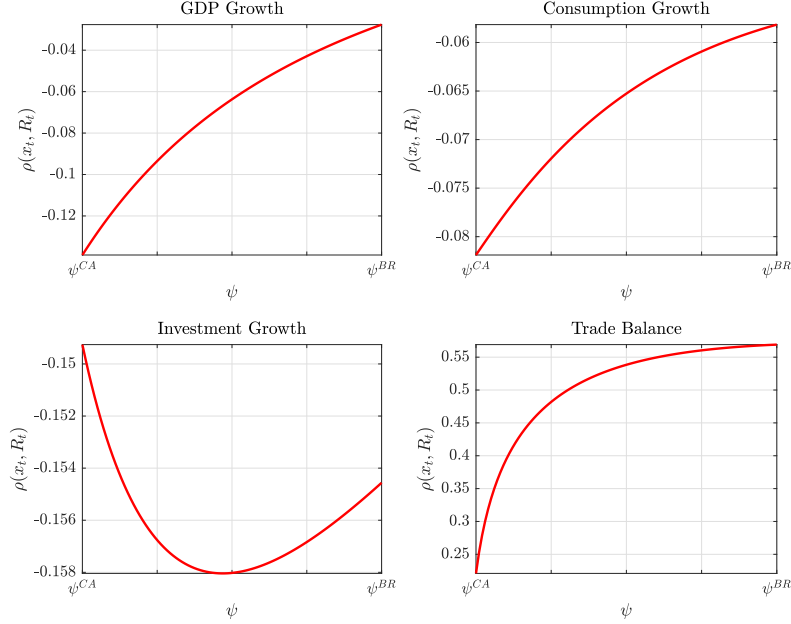 GDP Growth
-0.04
-0.06
-0.08
-0.1
-0.12
ρ(x_t, R_t)
ψ^{CA}
ψ^{BR}
ψ
Consumption Growth
-0.06
-0.065
-0.07
-0.075
-0.08
ρ(x_t, R_t)
ψ^{CA}
ψ^{BR}
ψ
Investment Growth
-0.15
-0.152
-0.154
-0.156
-0.158
ρ(x_t, R_t)
ψ^{CA}
ψ^{BR}
ψ
Trade Balance
0.55
0.5
0.45
0.4
0.35
0.3
0.25
ρ(x_t, R_t)
ψ^{CA}
ψ^{BR}
ψ